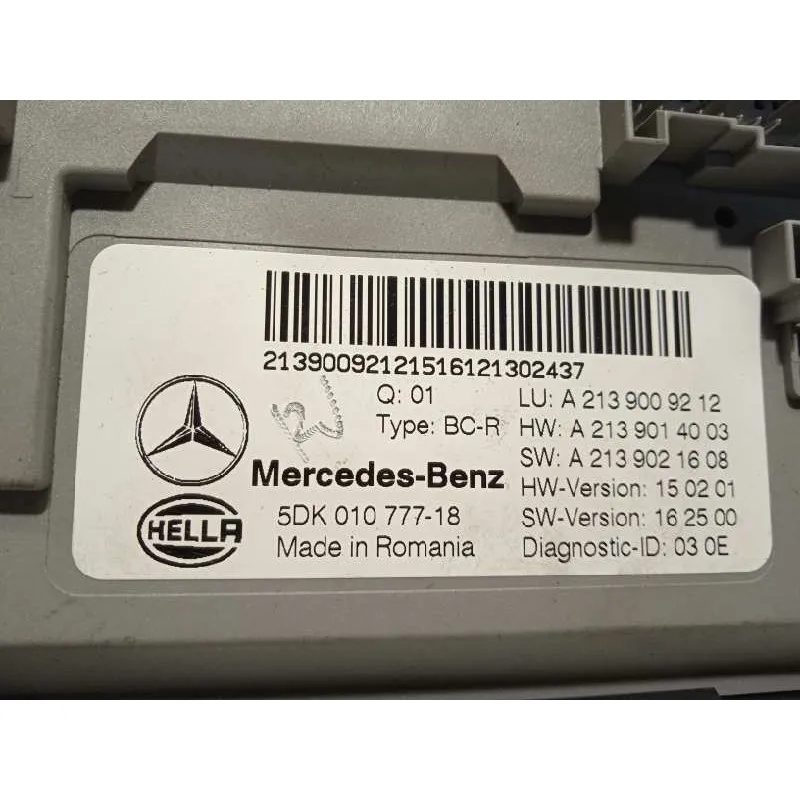 21390092121516121302437
Q: 01 LU: A 213 900 92 12
Type: BC-R HW: A 213 901 40 03
SW: A 213 902 16 08
Mercedes-Benz HW-Version: 15 02 01
HELLA 5DK 010 777-18 SW-Version: 16 25 00
Made in Romania Diagnostic-ID: 03 0E